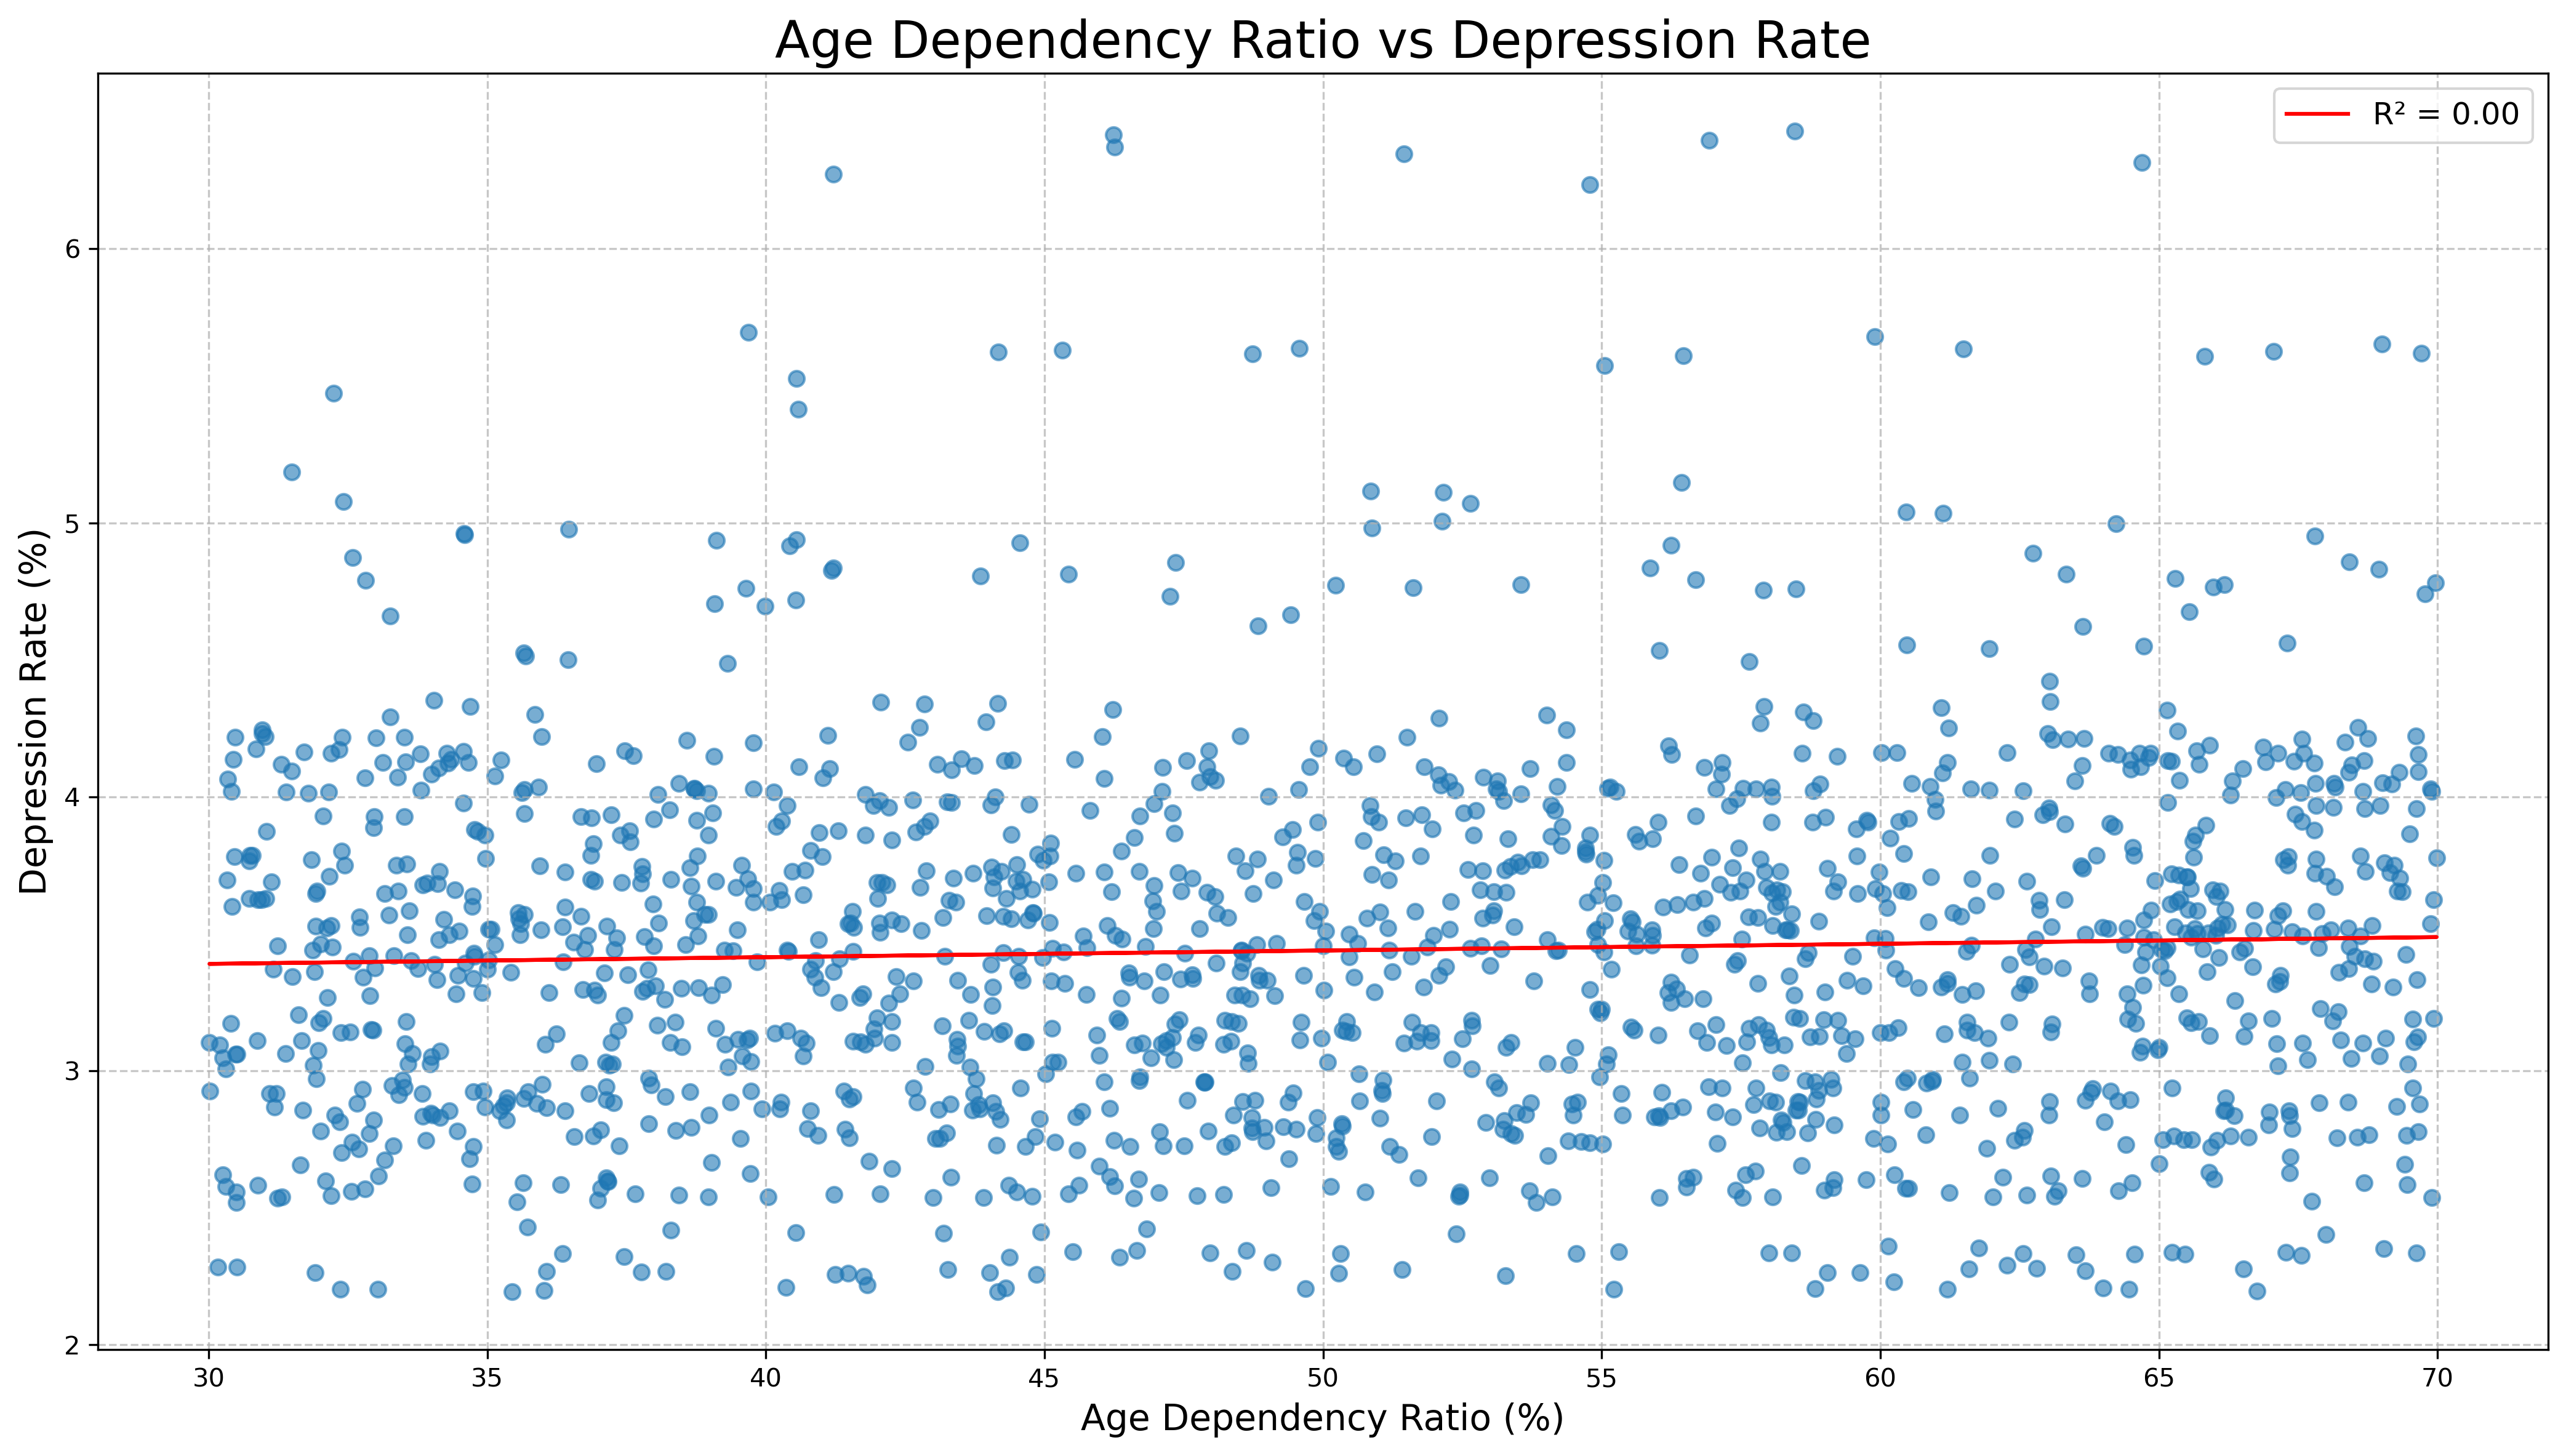 Age Dependency Ratio vs Depression Rate
R² = 0.00
Depression Rate (%)
6
5
4
3
2
30 35 40 45 50 55 60 65 70
Age Dependency Ratio (%)